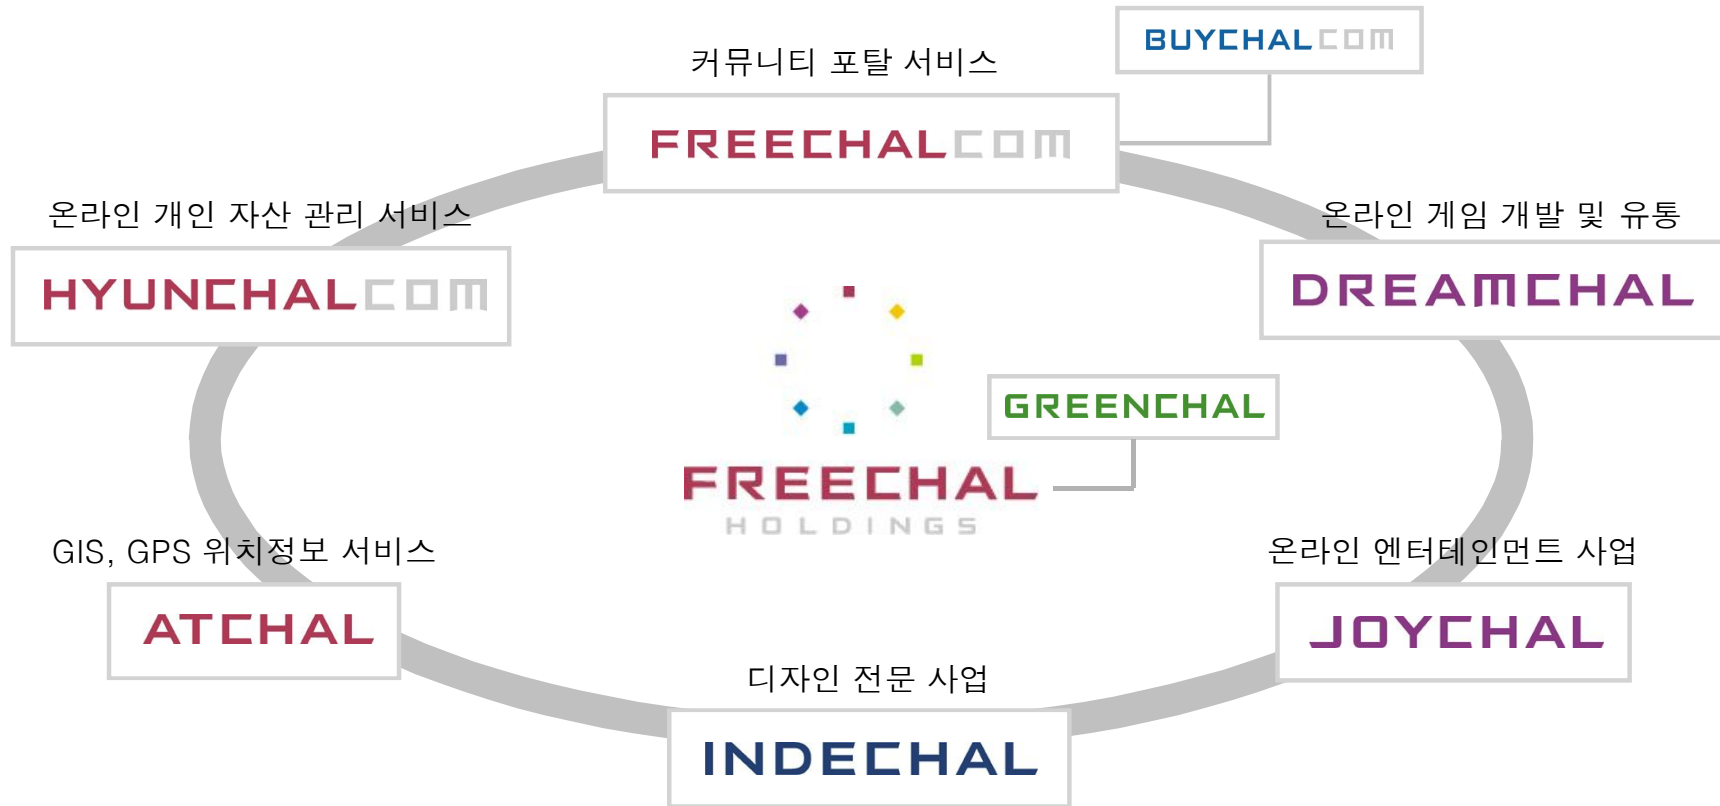 BUYCHALCOM
커뮤니티 포탈 서비스
FREECHALCOM
온라인 개인 자산 관리 서비스
HYUNCHALCOM
온라인 게임 개발 및 유통
DREAMCHAL
GREENCHAL
FREECHAL
HOLDINGS
GIS, GPS 위치정보 서비스
ATCHAL
온라인 엔터테인먼트 사업
JOYCHAL
디자인 전문 사업
INDECHAL